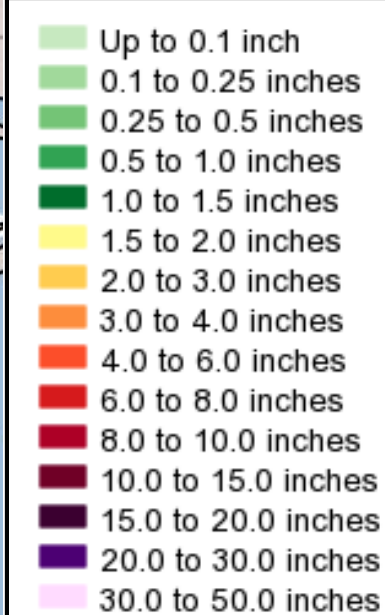 Up to 0.1 inch
0.1 to 0.25 inches
0.25 to 0.5 inches
0.5 to 1.0 inches
1.0 to 1.5 inches
1.5 to 2.0 inches
2.0 to 3.0 inches
3.0 to 4.0 inches
4.0 to 6.0 inches
6.0 to 8.0 inches
8.0 to 10.0 inches
10.0 to 15.0 inches
15.0 to 20.0 inches
20.0 to 30.0 inches
30.0 to 50.0 inches